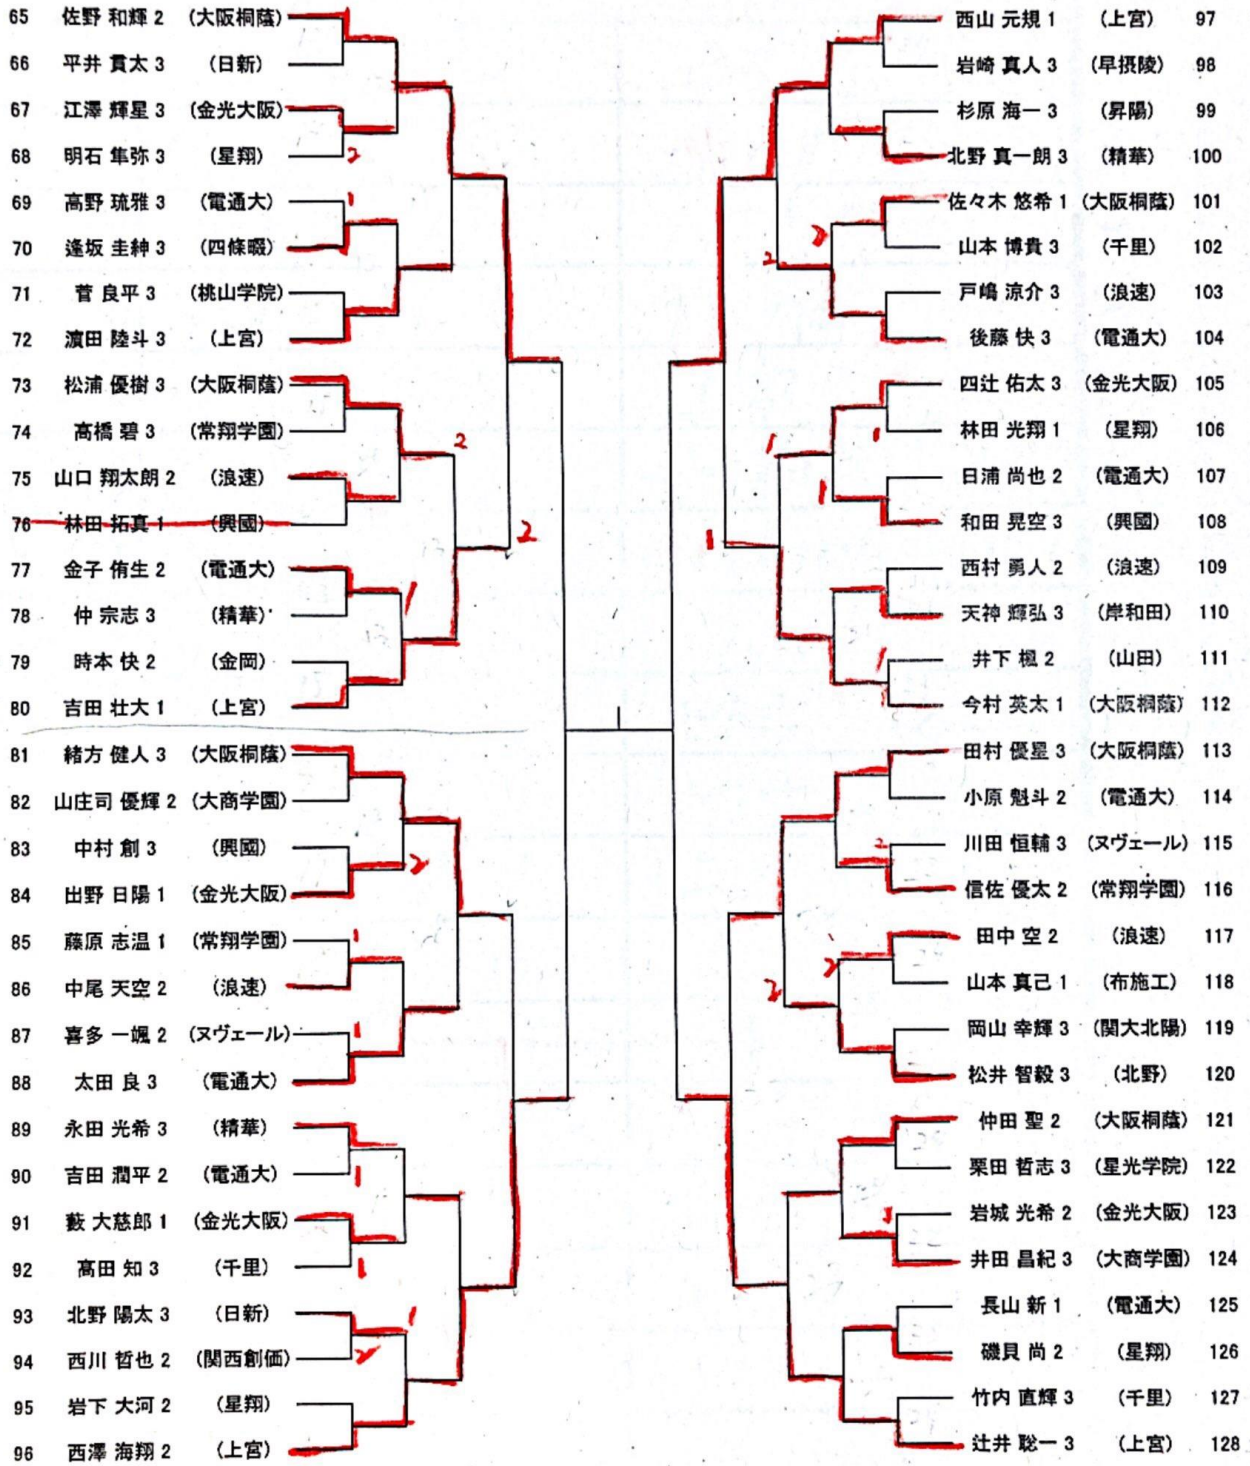 65 佐野 和輝 2 (大阪桐蔭)
66 平井 貫太 3 (日新)
67 江澤 輝星 3 (金光大阪)
68 明石 隼弥 3 (星翔) 2
69 高野 琉雅 3 (電通大) 1
70 逢坂 圭紳 3 (四條畷)
71 菅 良平 3 (桃山学院)
72 濵田 陸斗 3 (上宮)
73 松浦 優樹 3 (大阪桐蔭)
74 高橋 碧 3 (常翔学園)
2
75 山口 翔太朗 2 (浪速)
76 林田 拓真 1 (興國)
2
77 金子 侑生 2 (電通大)
1
78 仲 宗志 3 (精華)
79 時本 快 2 (金岡)
80 吉田 壮大 1 (上宮)
81 緒方 健人 3 (大阪桐蔭)
82 山庄司 優輝 2 (大商学園)
83 中村 創 3 (興國)
2
84 出野 日陽 1 (金光大阪)
85 藤原 志温 1 (常翔学園) 1
86 中尾 天空 2 (浪速)
87 喜多 一颯 2 (ヌヴェール) 1
88 太田 良 3 (電通大)
89 永田 光希 3 (精華)
90 吉田 潤平 2 (電通大) 1
91 藪 大慈郎 1 (金光大阪)
92 髙田 知 3 (千里) 1
93 北野 陽太 3 (日新) 1
94 西川 哲也 2 (関西創価) 2
95 岩下 大河 2 (星翔)
96 西澤 海翔 2 (上宮)
西山 元規 1 (上宮) 97
岩崎 真人 3 (早摂陵) 98
杉原 海一 3 (昇陽) 99
北野 真一朗 3 (精華) 100
佐々木 悠希 1 (大阪桐蔭) 101
2
山本 博貴 3 (千里) 102
2
戸嶋 涼介 3 (浪速) 103
後藤 快 3 (電通大) 104
四辻 佑太 3 (金光大阪) 105
1 林田 光翔 1 (星翔) 106
1
日浦 尚也 2 (電通大) 107
1
和田 晃空 3 (興國) 108
1
西村 勇人 2 (浪速) 109
天神 輝弘 3 (岸和田) 110
1 井下 楓 2 (山田) 111
今村 英太 1 (大阪桐蔭) 112
田村 優星 3 (大阪桐蔭) 113
小原 魁斗 2 (電通大) 114
2 川田 恒輔 3 (ヌヴェール) 115
信佐 優太 2 (常翔学園) 116
田中 空 2 (浪速) 117
2
山本 真己 1 (布施工) 118
2
岡山 幸輝 3 (関大北陽) 119
松井 智毅 3 (北野) 120
仲田 聖 2 (大阪桐蔭) 121
栗田 哲志 3 (星光学院) 122
1 岩城 光希 2 (金光大阪) 123
井田 昌紀 3 (大商学園) 124
長山 新 1 (電通大) 125
磯貝 尚 2 (星翔) 126
竹内 直輝 3 (千里) 127
辻井 聡一 3 (上宮) 128